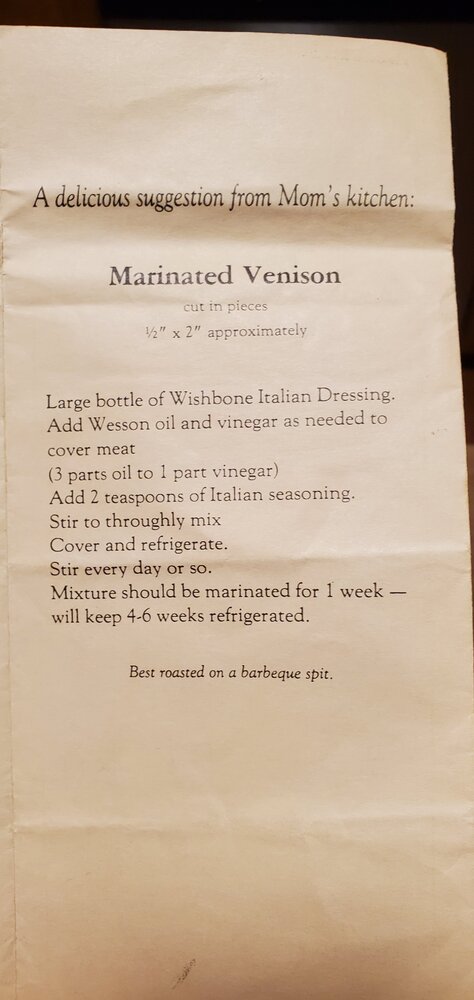 A delicious suggestion from Mom's kitchen:
Marinated Venison
cut in pieces
½" x 2" approximately
Large bottle of Wishbone Italian Dressing.
Add Wesson oil and vinegar as needed to
cover meat
(3 parts oil to 1 part vinegar)
Add 2 teaspoons of Italian seasoning.
Stir to throughly mix
Cover and refrigerate.
Stir every day or so.
Mixture should be marinated for 1 week —
will keep 4-6 weeks refrigerated.
Best roasted on a barbeque spit.